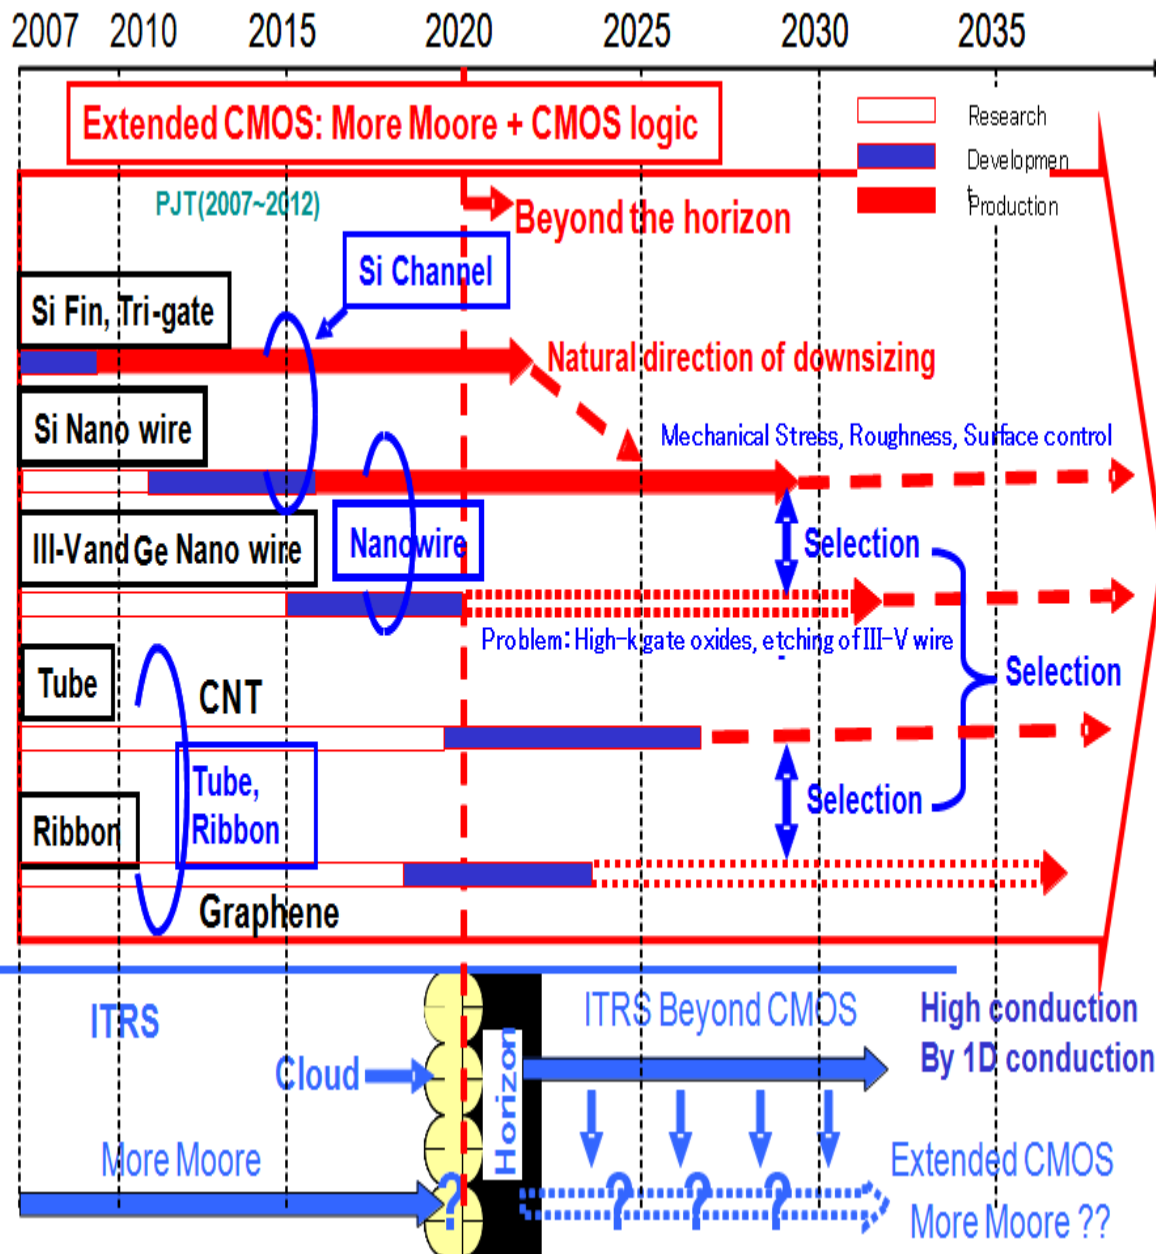 2007 2010 2015 2020 2025 2030 2035
Extended CMOS: More Moore + CMOS logic
Research
Developmen
t
Production
PJT(2007~2012)
Beyond the horizon
Si Channel
Si Fin, Tri-gate
Natural direction of downsizing
Si Nano wire
Mechanical Stress, Roughness, Surface control
III-V and Ge Nano wire
Nanowire
Selection
Problem: High-k gate oxides, etching of III-V wire
Tube
CNT
Selection
Tube,
Ribbon
Selection
Ribbon
Graphene
ITRS
ITRS Beyond CMOS
High conduction
By 1D conduction
Cloud
Horizon
More Moore
?
? ? ?
Extended CMOS
More Moore ??